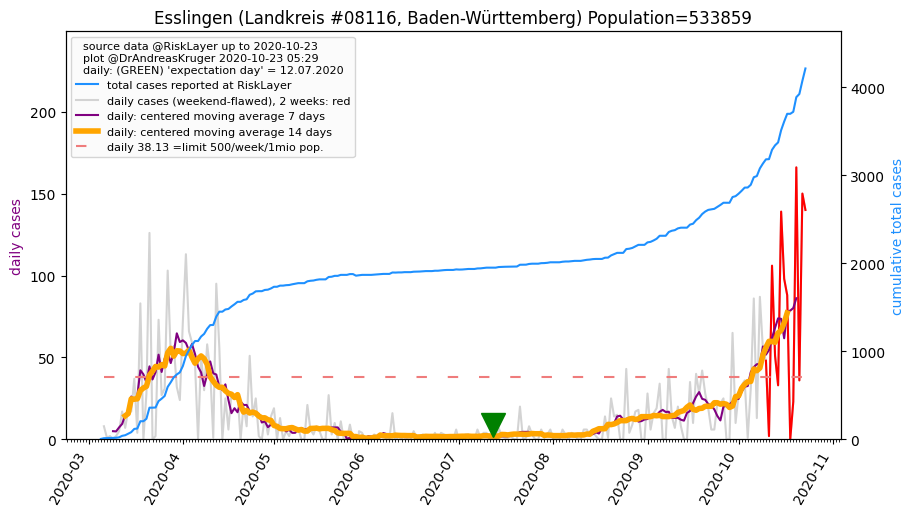 Esslingen (Landkreis #08116, Baden-Württemberg) Population=533859
source data @RiskLayer up to 2020-10-23
plot @DrAndreasKruger 2020-10-23 05:29
daily: (GREEN) 'expectation day' = 12.07.2020
total cases reported at RiskLayer
daily cases (weekend-flawed), 2 weeks: red
daily: centered moving average 7 days
daily: centered moving average 14 days
daily 38.13 =limit 500/week/1mio pop.
daily cases
200
150
100
50
0
cumulative total cases
4000
3000
2000
1000
0
2020-03
2020-04
2020-05
2020-06
2020-07
2020-08
2020-09
2020-10
2020-11